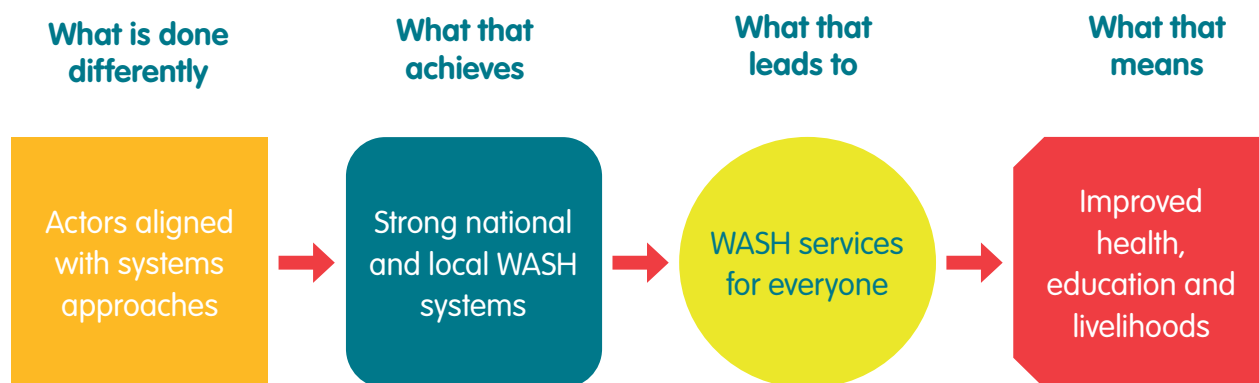 What is done
differently
What that
achieves
What that
leads to
What that
means
Actors aligned
with systems
approaches
Strong national
and local WASH
systems
WASH services
for everyone
Improved
health,
education and
livelihoods